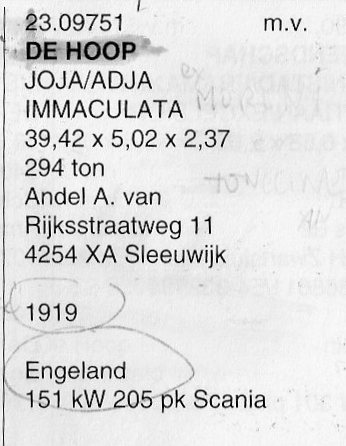 23.09751 m.v.
DE HOOP
JOJA/ADJA
IMMACULATA
39,42 x 5,02 x 2,37
294 ton
Andel A. van
Rijksstraatweg 11
4254 XA Sleeuwijk
1919
Engeland
151 kW 205 pk Scania